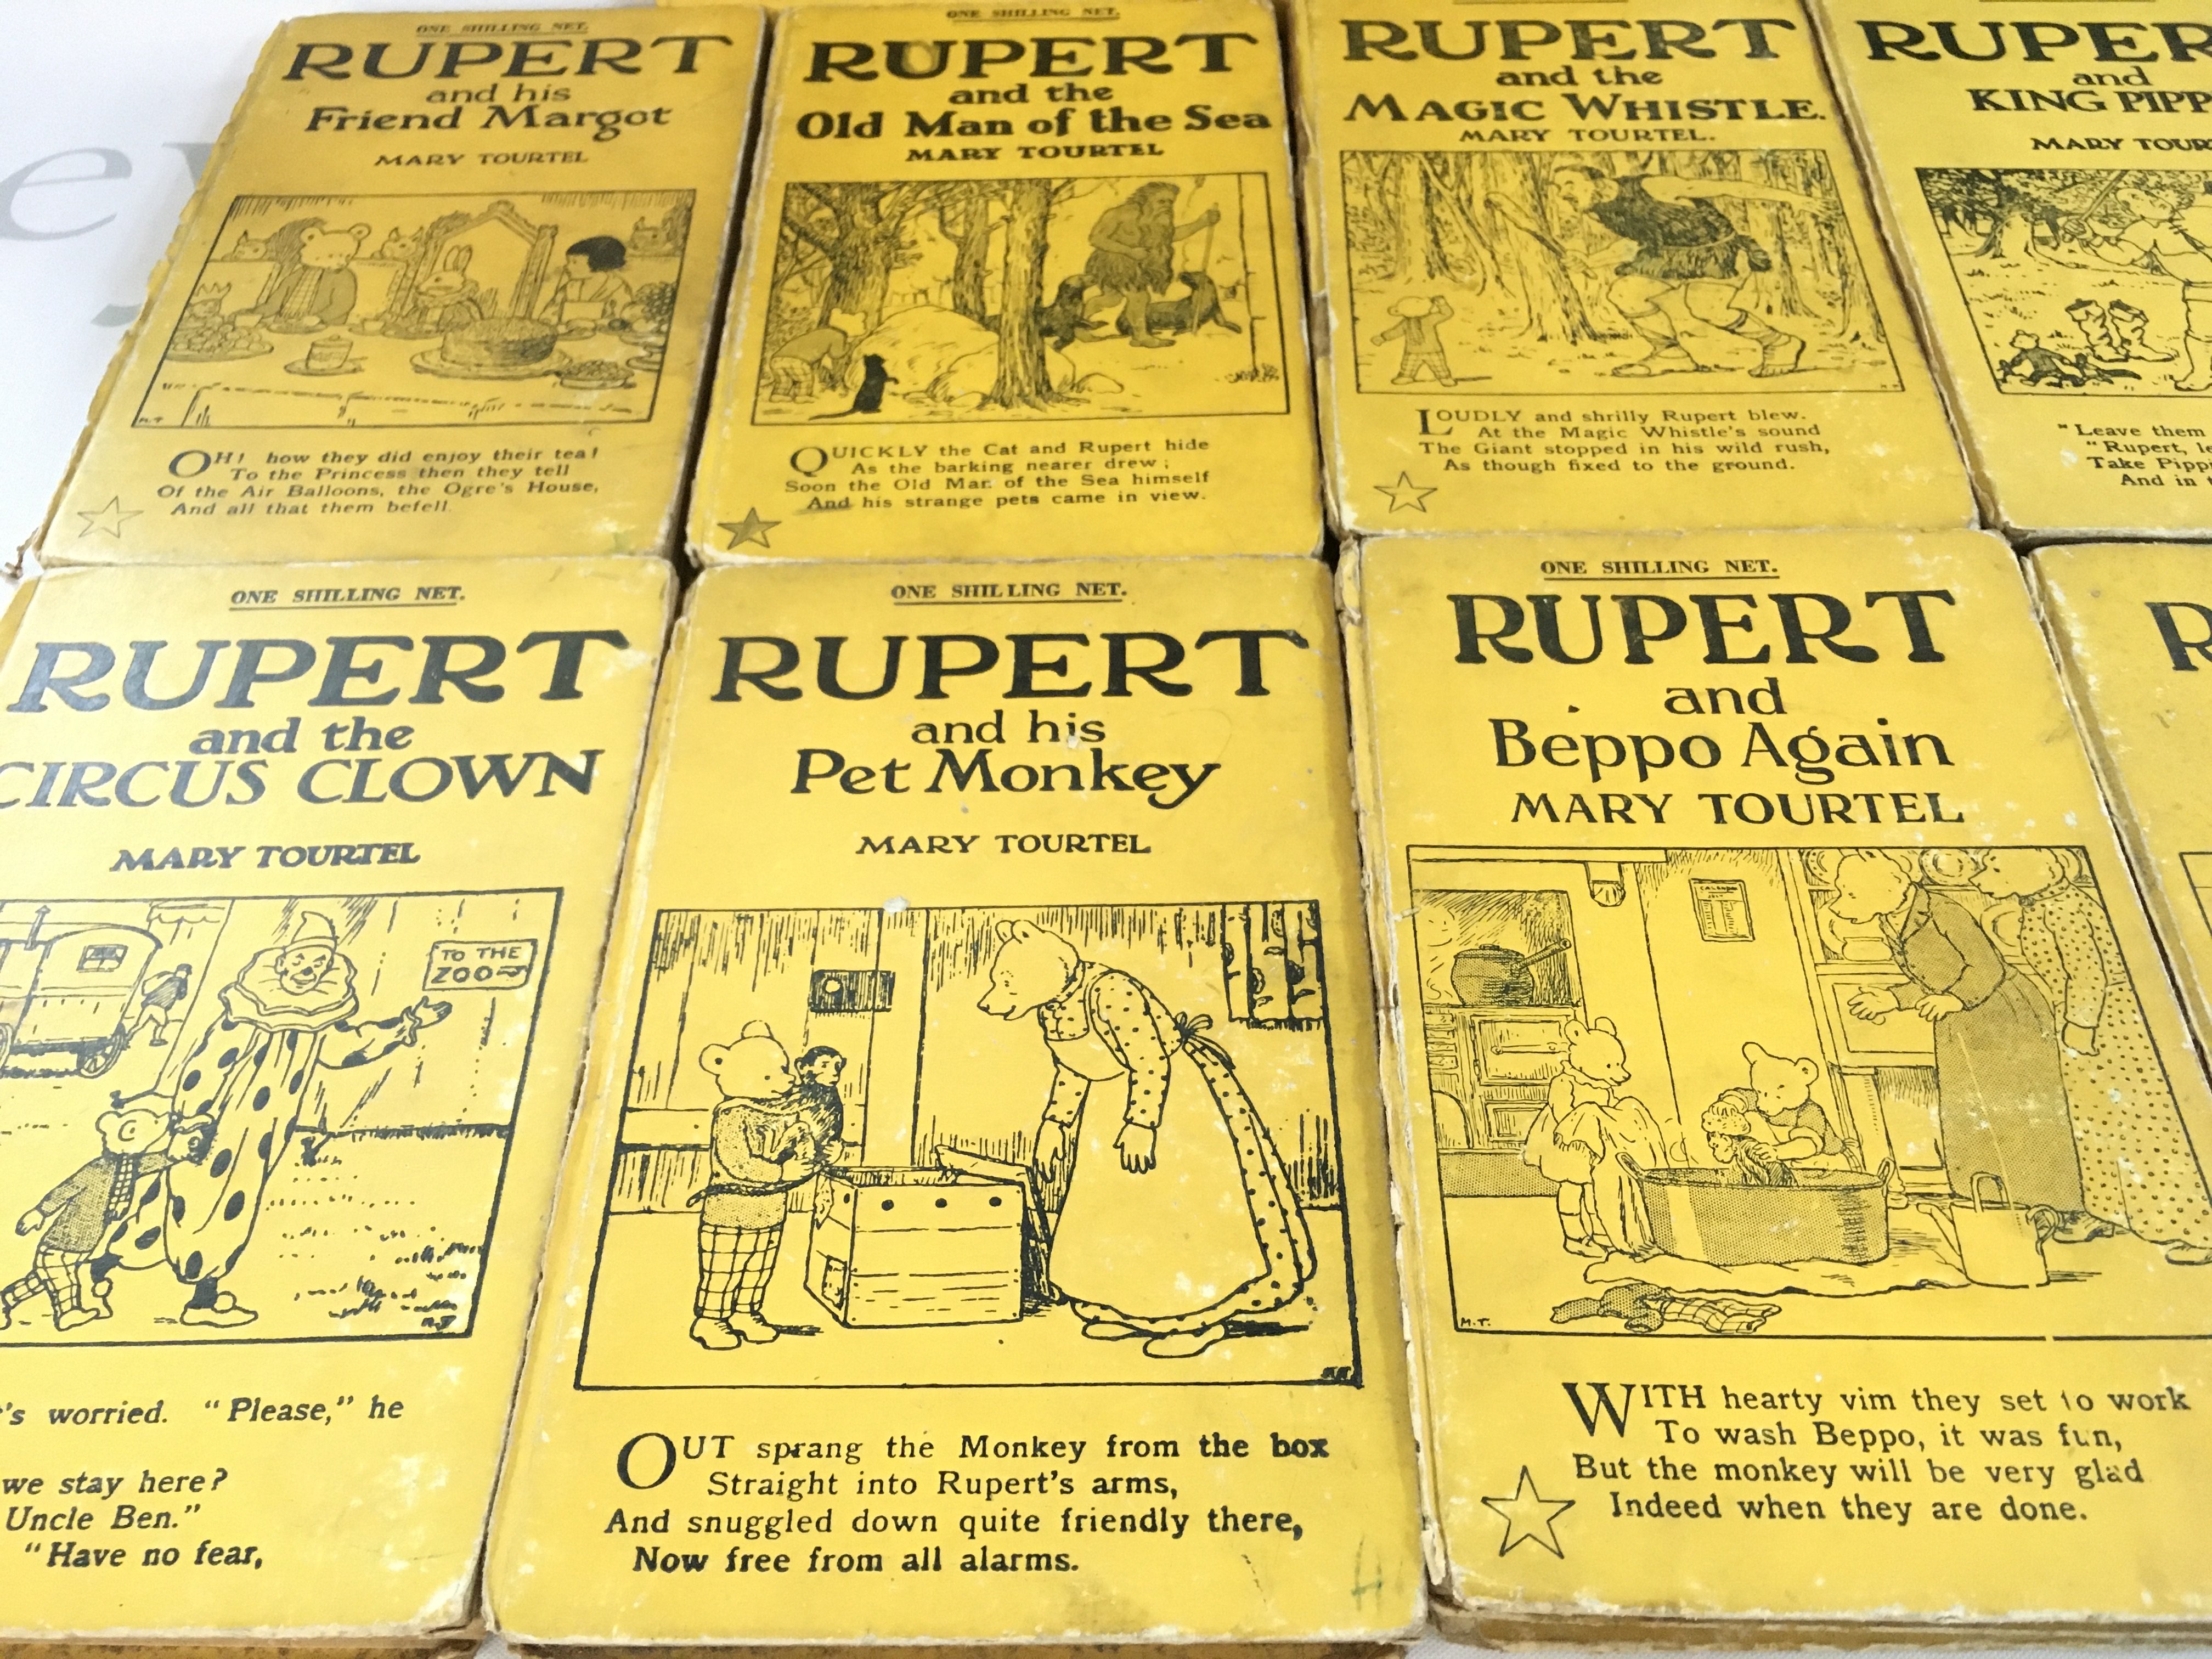 ONE SHILLING NET.
RUPERT
and his
Friend Margot
MARY TOURTEL
M.T.
OH! how they did enjoy their tea!
To the Princess then they tell
Of the Air Balloons, the Ogre's House,
And all that them befell.
ONE SHILLING NET.
RUPERT
and the
Old Man of the Sea
MARY TOURTEL
QUICKLY the Cat and Rupert hide
As the barking nearer drew;
Soon the Old Man of the Sea himself
And his strange pets came in view.
RUPERT
and the
MAGIC WHISTLE.
MARY TOURTEL.
LOUDLY and shrilly Rupert blew.
At the Magic Whistle's sound
The Giant stopped in his wild rush,
As though fixed to the ground.
RUPER
and
KING PIPP
MARY TOUR
"Leave them
"Rupert, le
Take Pippi
And in t
ONE SHILLING NET.
RUPERT
and the
CIRCUS CLOWN
MARY TOURTEL
TO THE
ZOO
's worried. "Please," he
we stay here?
Uncle Ben."
"Have no fear,
ONE SHILLING NET.
RUPERT
and his
Pet Monkey
MARY TOURTEL
OUT sprang the Monkey from the box
Straight into Rupert's arms,
And snuggled down quite friendly there,
Now free from all alarms.
ONE SHILLING NET.
RUPERT
and
Beppo Again
MARY TOURTEL
M.T.
WITH hearty vim they set to work
To wash Beppo, it was fun,
But the monkey will be very glad
Indeed when they are done.
R